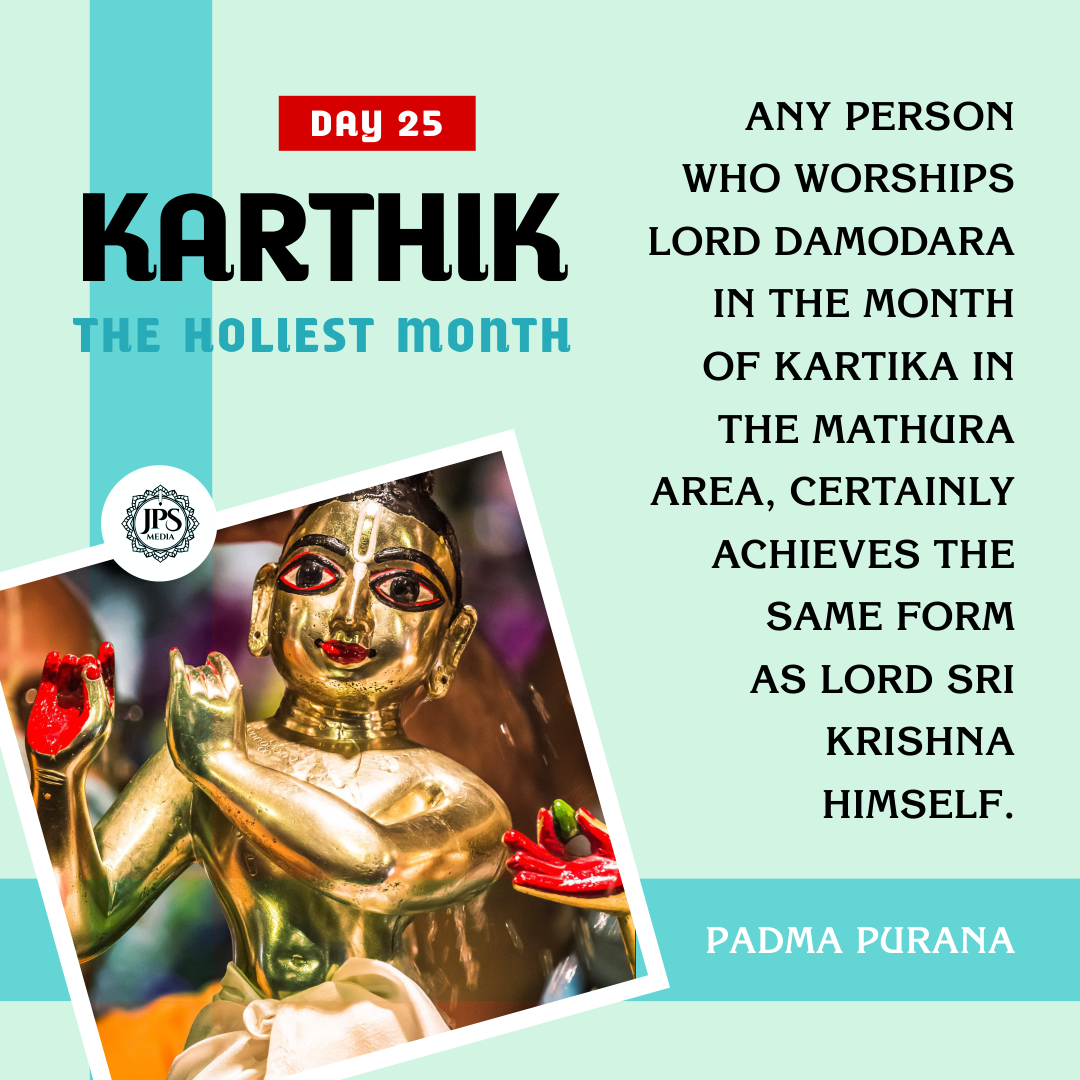 DAY 25
KARTHIK
THE HOLIEST MONTH
JPS
MEDIA
ANY PERSON
WHO WORSHIPS
LORD DAMODARA
IN THE MONTH
OF KARTIKA IN
THE MATHURA
AREA, CERTAINLY
ACHIEVES THE
SAME FORM
AS LORD SRI
KRISHNA
HIMSELF.
PADMA PURANA